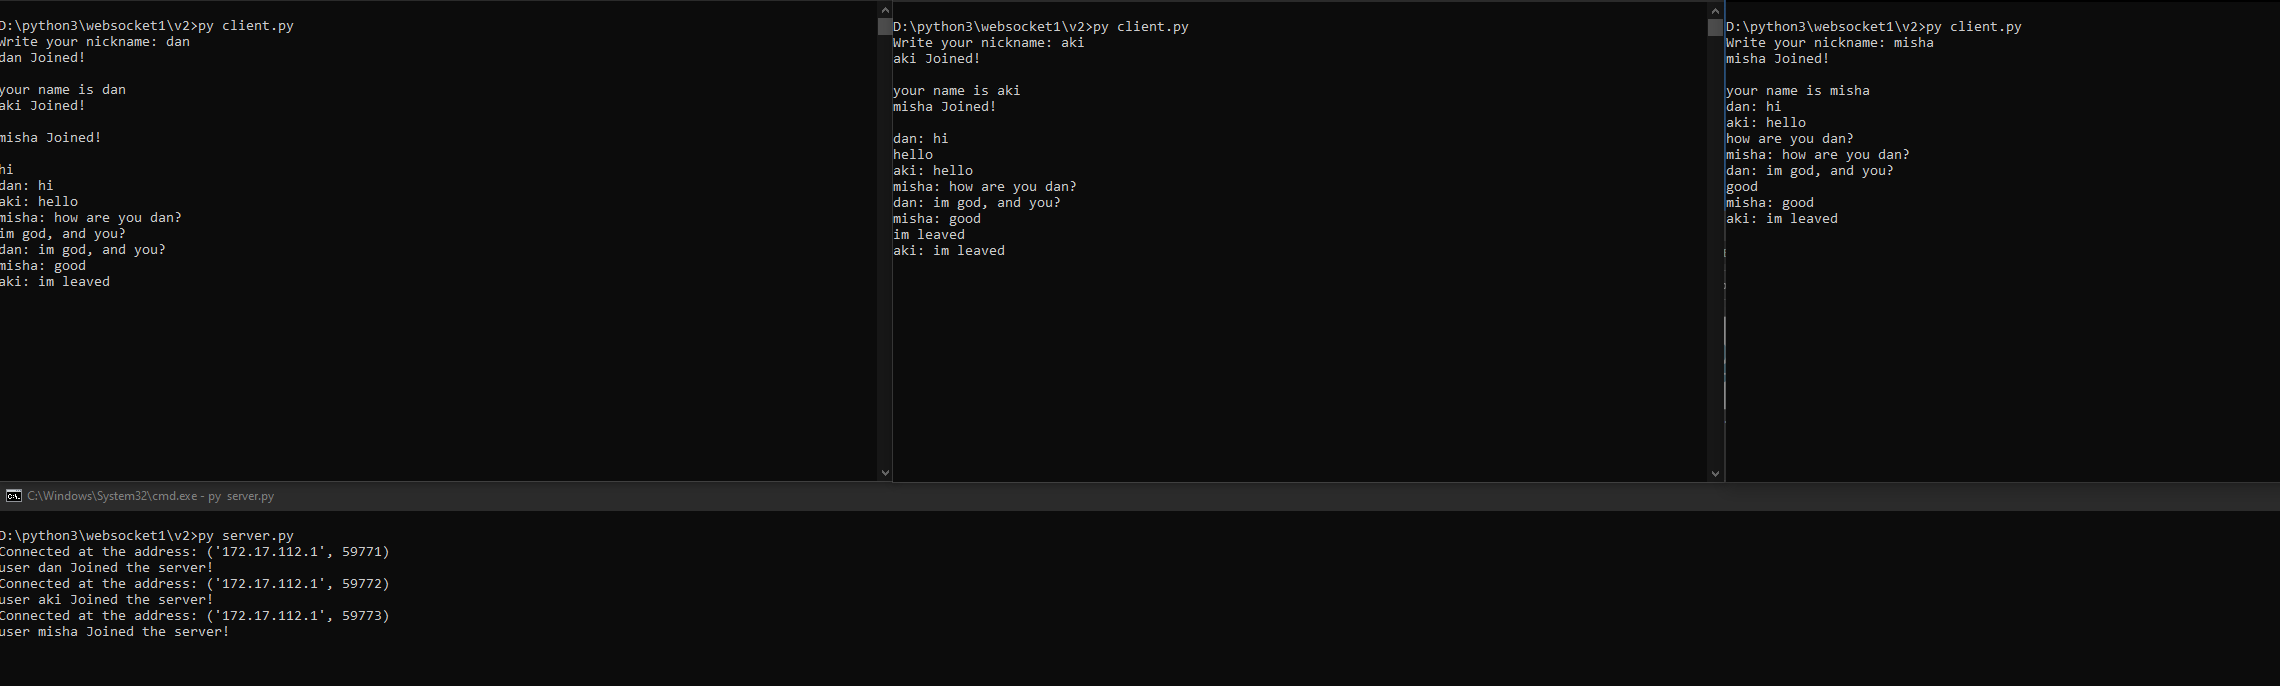 D:\python3\websocket1\v2>py client.py
Write your nickname: dan
dan Joined!
your name is dan
aki Joined!
misha Joined!
hi
dan: hi
aki: hello
misha: how are you dan?
im god, and you?
dan: im god, and you?
misha: good
aki: im leaved
D:\python3\websocket1\v2>py client.py
Write your nickname: aki
aki Joined!
your name is aki
misha Joined!
dan: hi
hello
aki: hello
misha: how are you dan?
dan: im god, and you?
misha: good
im leaved
aki: im leaved
D:\python3\websocket1\v2>py client.py
Write your nickname: misha
misha Joined!
your name is misha
dan: hi
aki: hello
how are you dan?
misha: how are you dan?
dan: im god, and you?
good
misha: good
aki: im leaved
C:\Windows\System32\cmd.exe - py server.py
D:\python3\websocket1\v2>py server.py
Connected at the address: ('172.17.112.1', 59771)
user dan Joined the server!
Connected at the address: ('172.17.112.1', 59772)
user aki Joined the server!
Connected at the address: ('172.17.112.1', 59773)
user misha Joined the server!